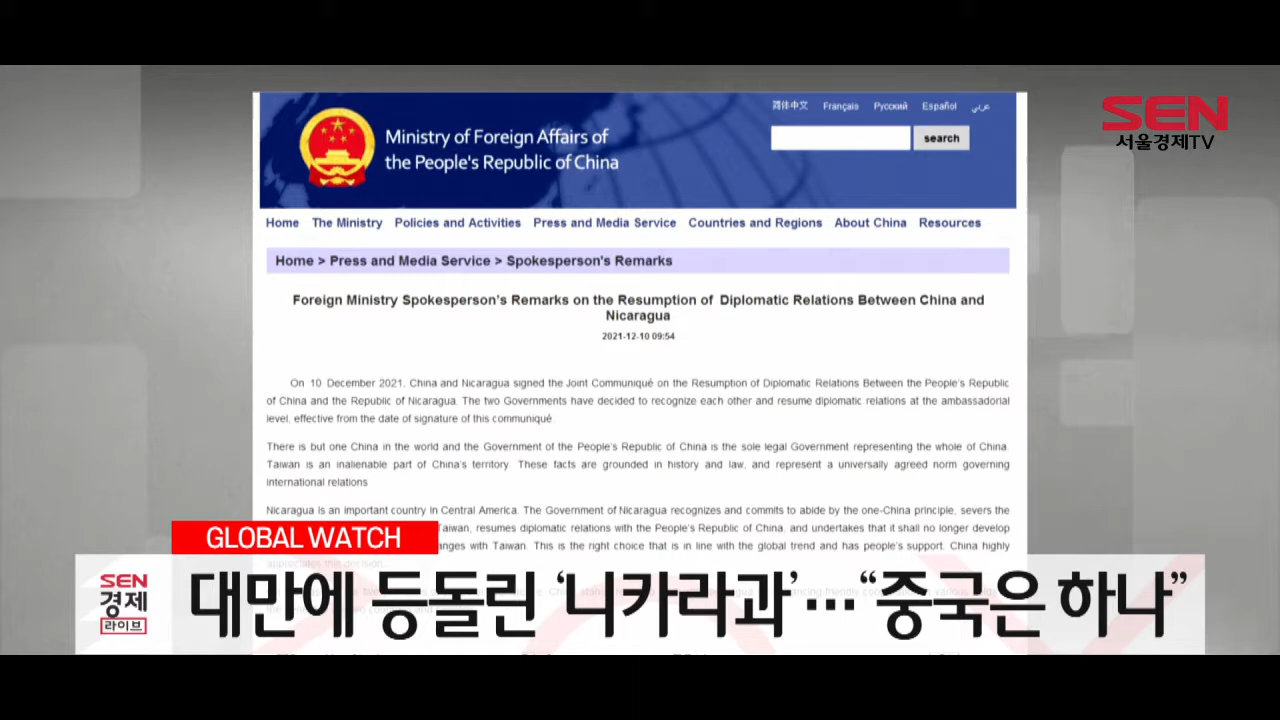 简体中文 Français Русский Español عربي
SEN
서울경제TV
Ministry of Foreign Affairs of
the People's Republic of China
search
Home The Ministry Policies and Activities Press and Media Service Countries and Regions About China Resources
Home > Press and Media Service > Spokesperson's Remarks
Foreign Ministry Spokesperson's Remarks on the Resumption of Diplomatic Relations Between China and
Nicaragua
2021-12-10 09:54
On 10 December 2021, China and Nicaragua signed the Joint Communiqué on the Resumption of Diplomatic Relations Between the People's Republic
of China and the Republic of Nicaragua. The two Governments have decided to recognize each other and resume diplomatic relations at the ambassadorial
level, effective from the date of signature of this communiqué
There is but one China in the world and the Government of the People's Republic of China is the sole legal Government representing the whole of China.
Taiwan is an inalienable part of China's territory. These facts are grounded in history and law, and represent a universally agreed norm governing
international relations
Nicaragua is an important country in Central America. The Government of Nicaragua recognizes and commits to abide by the one-China principle, severs the
Taiwan, resumes diplomatic relations with the People's Republic of China, and undertakes that it shall no longer develop
anges with Taiwan. This is the right choice that is in line with the global trend and has people's support. China highly
appreciates this decision
GLOBAL WATCH
SEN
경제
라이브
대만에 등돌린 ‘니카라과’…“중국은 하나”